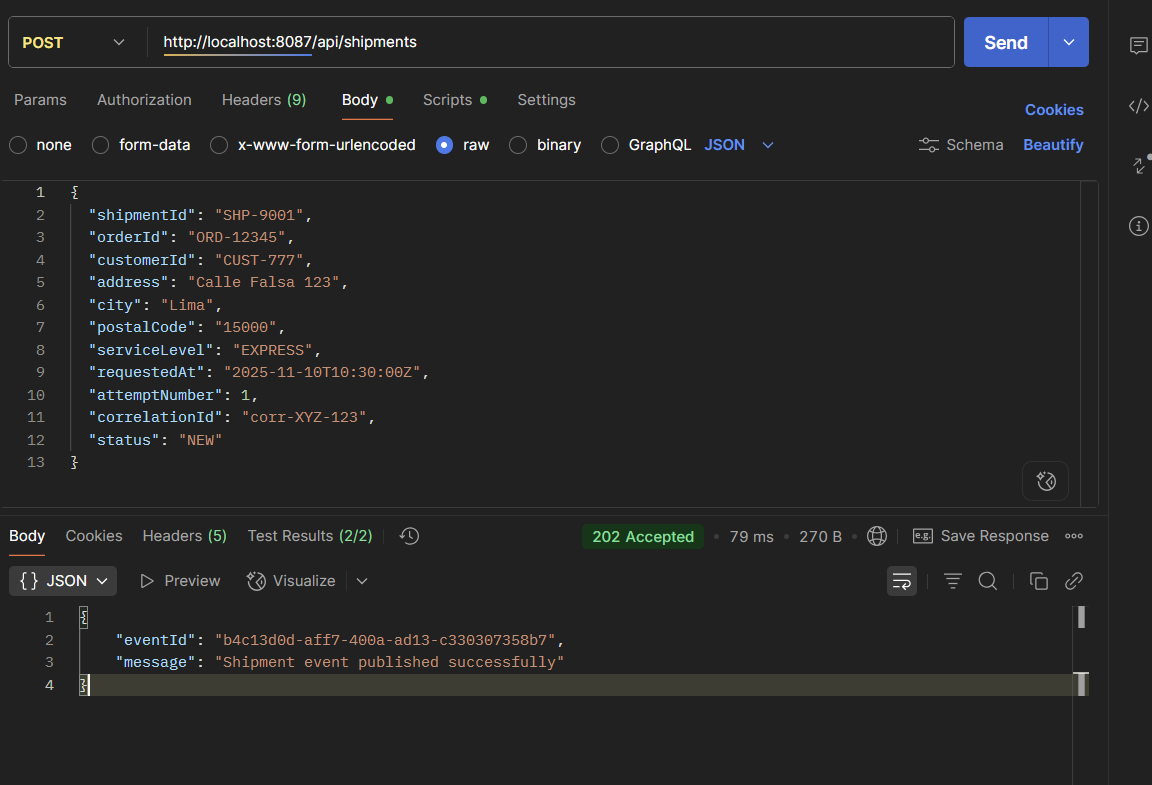 POST http://localhost:8087/api/shipments Send
Params Authorization Headers (9) Body Scripts Settings
Cookies
none form-data x-www-form-urlencoded raw binary GraphQL JSON Schema Beautify
1 {
2 "shipmentId": "SHP-9001",
3 "orderId": "ORD-12345",
4 "customerId": "CUST-777",
5 "address": "Calle Falsa 123",
6 "city": "Lima",
7 "postalCode": "15000",
8 "serviceLevel": "EXPRESS",
9 "requestedAt": "2025-11-10T10:30:00Z",
10 "attemptNumber": 1,
11 "correlationId": "corr-XYZ-123",
12 "status": "NEW"
13 }
Body Cookies Headers (5) Test Results (2/2) 202 Accepted • 79 ms • 270 B • e.g. Save Response
{} JSON Preview Visualize
1 {
2 "eventId": "b4c13d0d-aff7-400a-ad13-c330307358b7",
3 "message": "Shipment event published successfully"
4 }